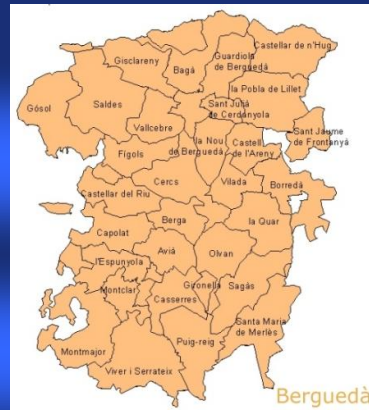 Castellar de n'Hug
Gisclareny
Bagà
Guardiola
de Berguedà
la Pobla de Lillet
Gósol
Saldes
Sant Julià
de Cerdanyola
Vallcebre
Sant Jaume
de Frontanyà
Fígols
la Nou
de Berguedà
Castell
de l'Areny
Cercs
Vilada
Borredà
Castellar del Riu
Berga
la Quar
Capolat
Avià
Olvan
l'Espunyola
Montclar
Gironella
Sagàs
Casserres
Santa Maria
de Merlès
Puig-reig
Montmajor
Viver i Serrateix
Berguedà